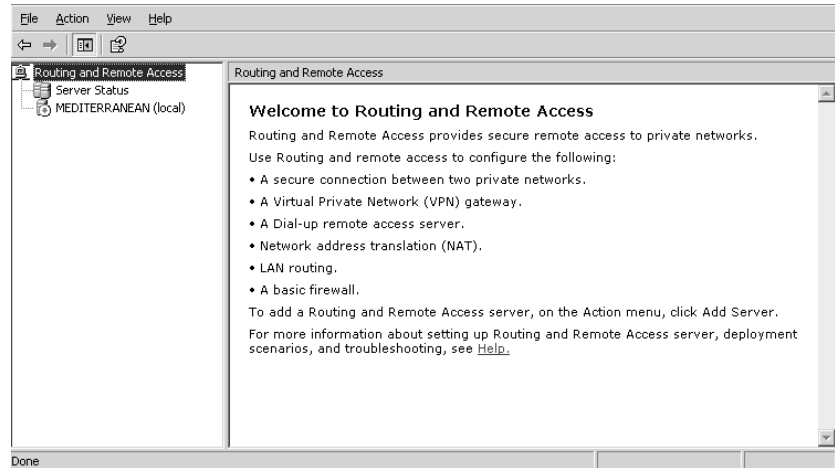 File Action View Help
Routing and Remote Access
Server Status
MEDITERRANEAN (local)
Routing and Remote Access
Welcome to Routing and Remote Access
Routing and Remote Access provides secure remote access to private networks.
Use Routing and remote access to configure the following:
• A secure connection between two private networks.
• A Virtual Private Network (VPN) gateway.
• A Dial-up remote access server.
• Network address translation (NAT).
• LAN routing.
• A basic firewall.
To add a Routing and Remote Access server, on the Action menu, click Add Server.
For more information about setting up Routing and Remote Access server, deployment
scenarios, and troubleshooting, see Help.
Done